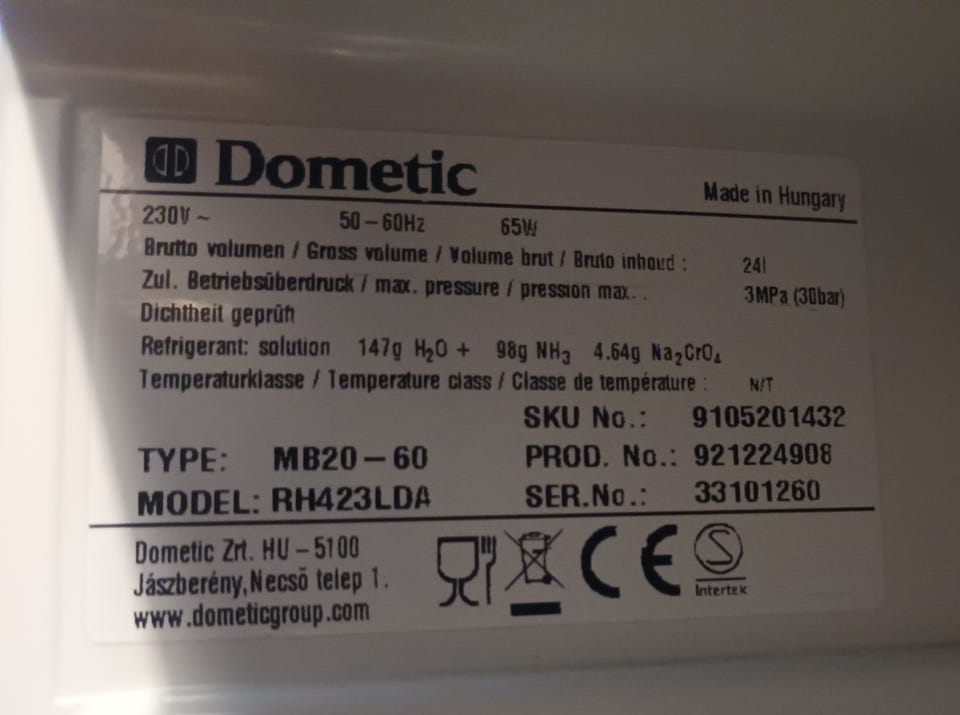 Dometic
Made in Hungary
230V ~ 50-60Hz 65W
Brutto volumen / Gross volume / Volume brut / Bruto inhoud : 24l
Zul. Betriebsüberdruck / max. pressure / pression max. . 3MPa (30bar)
Dichtheit geprüft
Refrigerant: solution 147g H₂O + 98g NH₃ 4.64g Na₂CrO₄
Temperaturklasse / Temperature class / Classe de température : N/T
SKU No.: 9105201432
TYPE: MB20-60 PROD. No.: 921224908
MODEL: RH423LDA SER.No.: 33101260
Dometic Zrt. HU - 5100
Jászberény,Necső telep 1.
www.dometicgroup.com
CE
S
Intertek